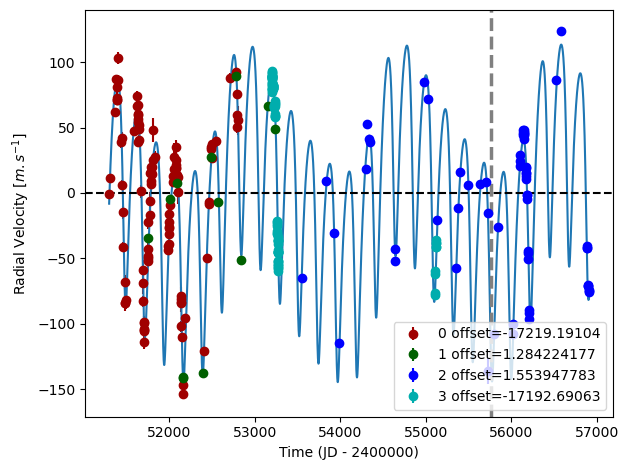 100
50
0
−50
−100
−150
Radial Velocity [m.s⁻¹]
0 offset=-17219.19104
1 offset=1.284224177
2 offset=1.553947783
3 offset=-17192.69063
52000 53000 54000 55000 56000 57000
Time (JD - 2400000)